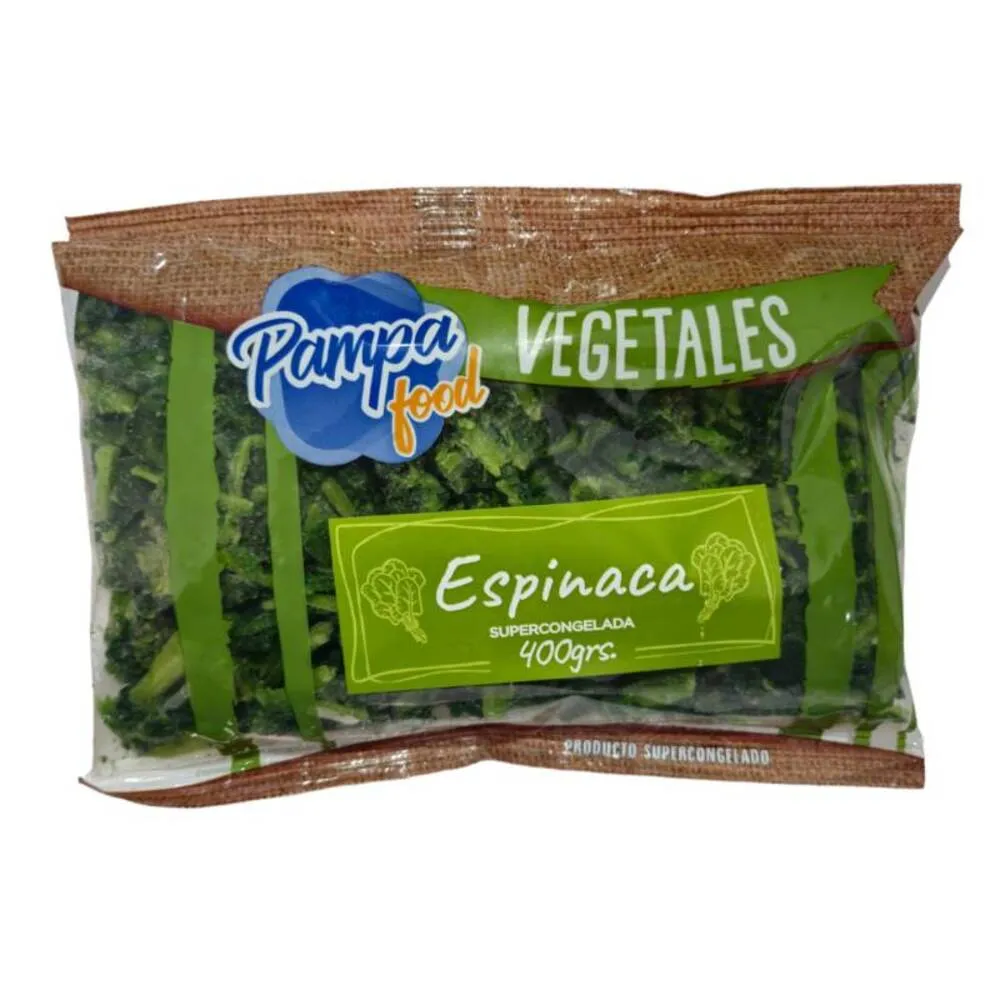 Pampa
food
VEGETALES
Espinaca
SUPERCONGELADA
400grs.
PRODUCTO SUPERCONGELADO